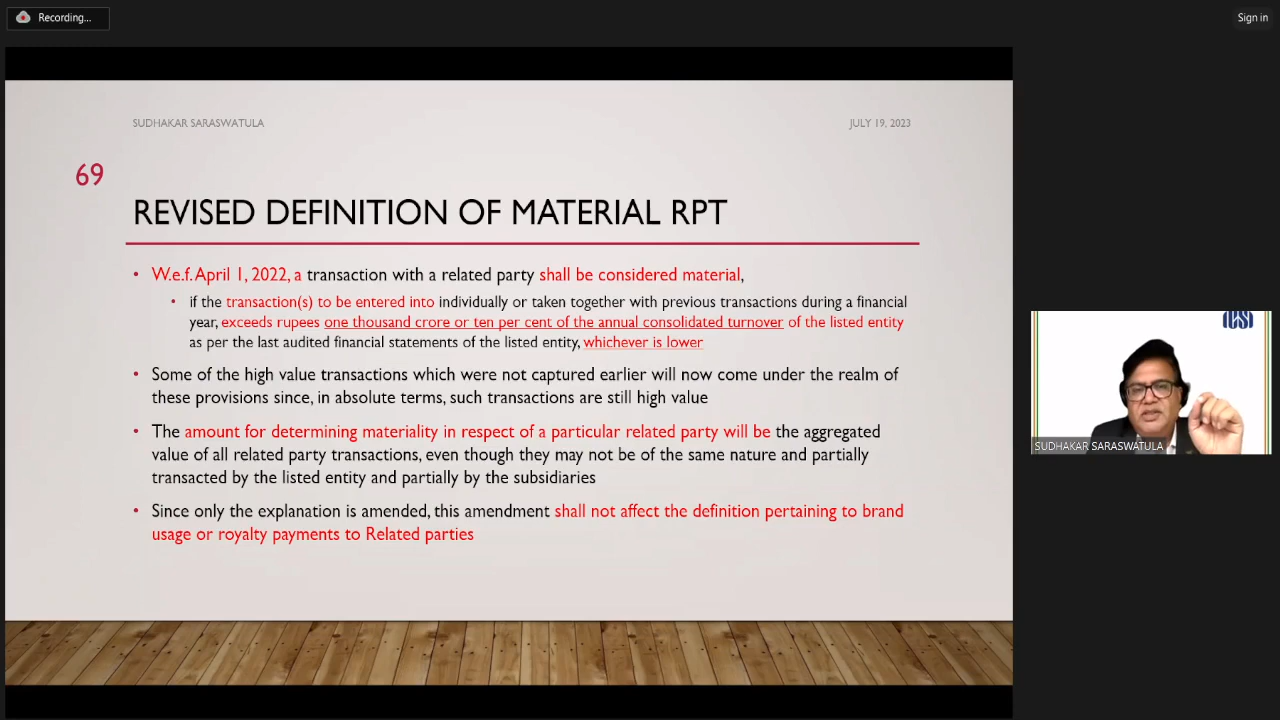 Recording...
Sign in
SUDHAKAR SARASWATULA
JULY 19, 2023
69
REVISED DEFINITION OF MATERIAL RPT
• W.e.f. April 1, 2022, a transaction with a related party shall be considered material,
• if the transaction(s) to be entered into individually or taken together with previous transactions during a financial
year, exceeds rupees one thousand crore or ten per cent of the annual consolidated turnover of the listed entity
as per the last audited financial statements of the listed entity, whichever is lower
• Some of the high value transactions which were not captured earlier will now come under the realm of
these provisions since, in absolute terms, such transactions are still high value
• The amount for determining materiality in respect of a particular related party will be the aggregated
value of all related party transactions, even though they may not be of the same nature and partially
transacted by the listed entity and partially by the subsidiaries
• Since only the explanation is amended, this amendment shall not affect the definition pertaining to brand
usage or royalty payments to Related parties
ICSI
SUDHAKAR SARASWATULA